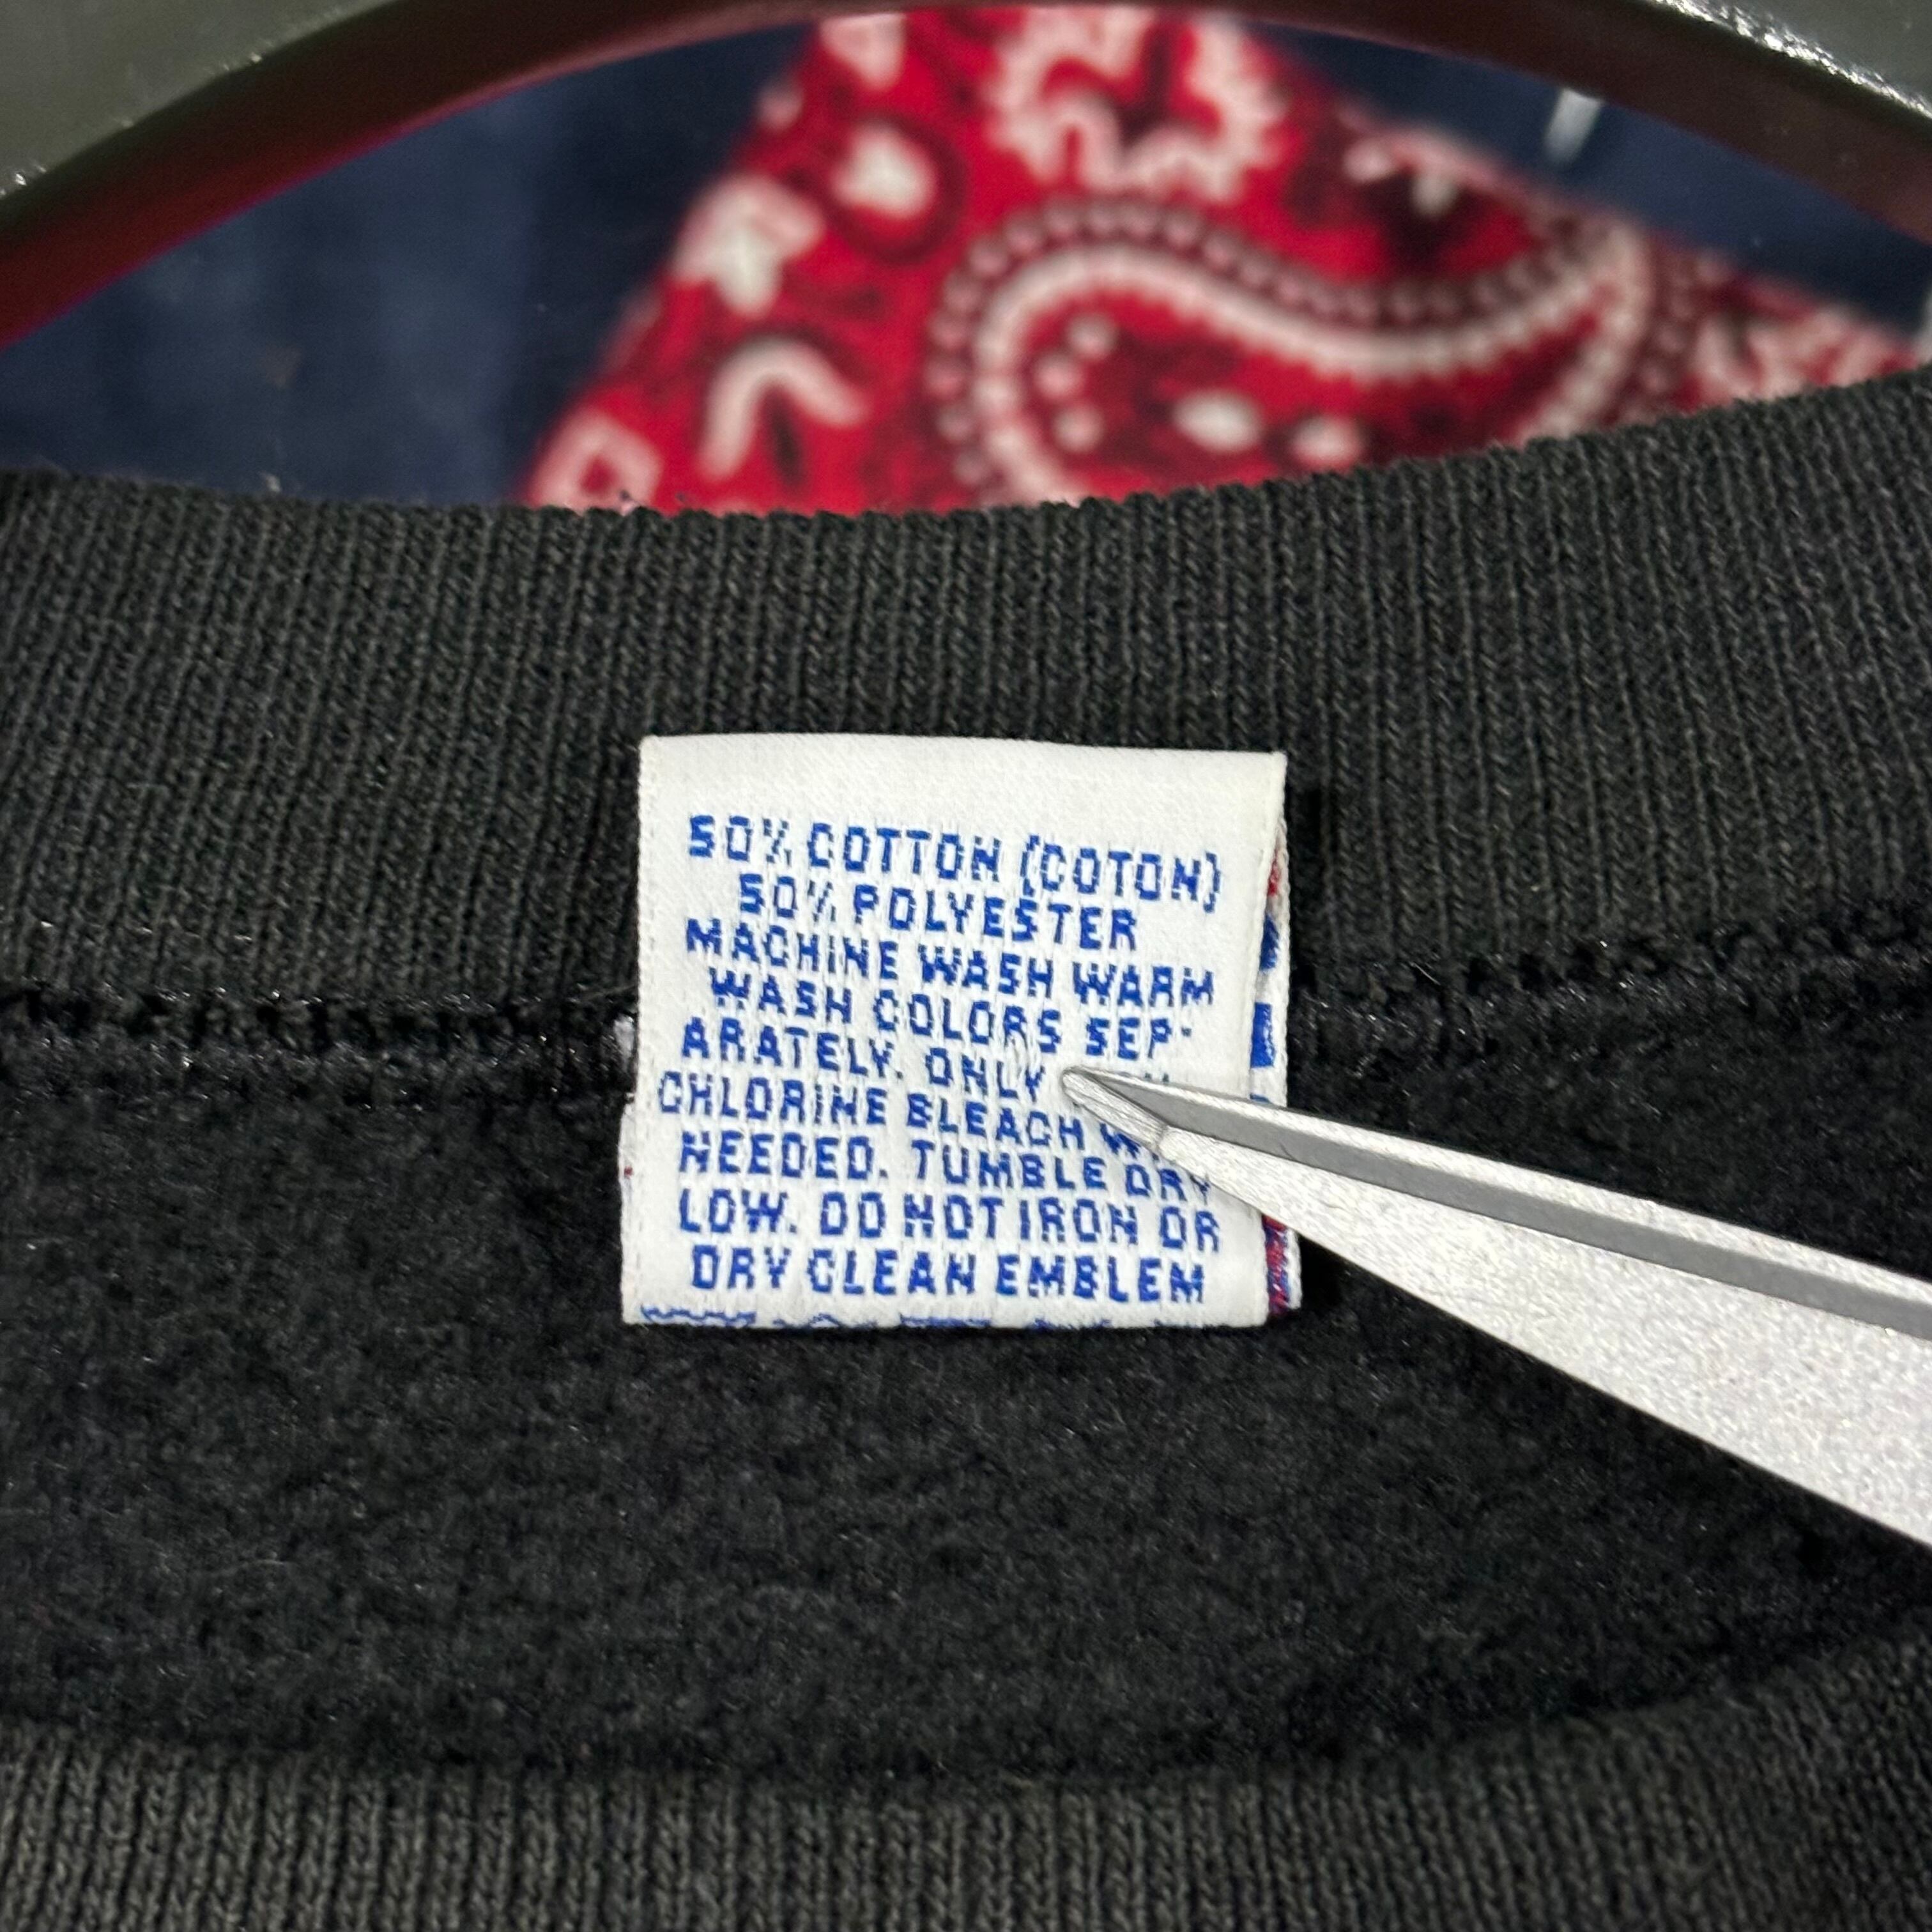 50% COTTON (COTON)
50% POLYESTER
MACHINE WASH WARM
WASH COLORS SEP-
ARATELY. ONLY
CHLORINE BLEACH
NEEDED. TUMBLE DRY
LOW. DO NOT IRON OR
DRY CLEAN EMBLEM